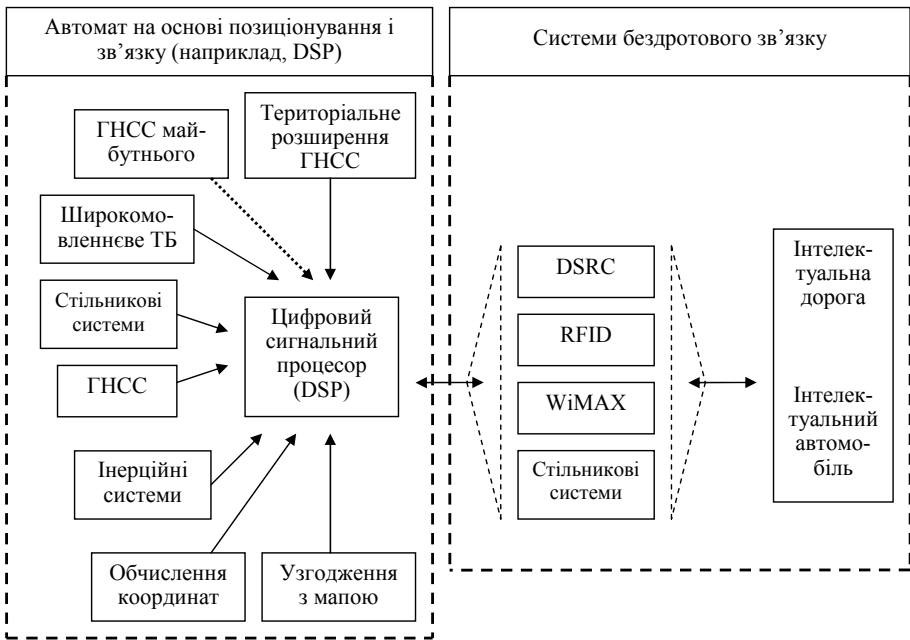 Автомат на основі позиціонування і
зв’язку (наприклад, DSP)
Системи бездротового зв’язку
ГНСС май-
бутнього
Територіальне
розширення
ГНСС
Широкомо-
вленнєве ТБ
Стільникові
системи
ГНСС
Цифровий
сигнальний
процесор
(DSP)
Інерційні
системи
Обчислення
координат
Узгодження
з мапою
DSRC
RFID
WiMAX
Стільникові
системи
Інтелек-
туальна
дорога
Інтелек-
туальний
автомо-
біль